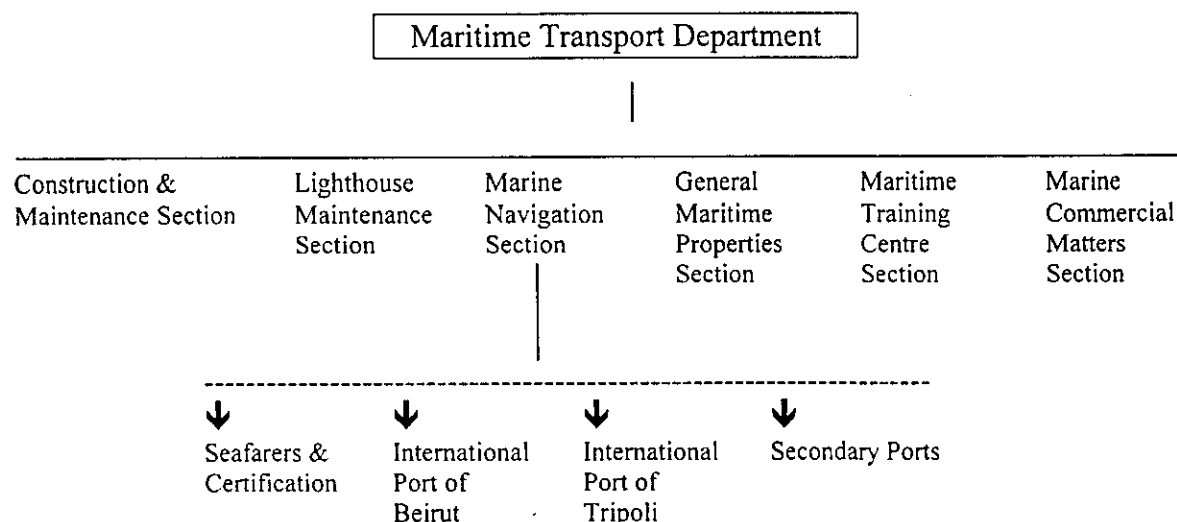 Maritime Transport Department
Construction &
Maintenance Section
Lighthouse
Maintenance
Section
Marine
Navigation
Section
General
Maritime
Properties
Section
Maritime
Training
Centre
Section
Marine
Commercial
Matters
Section
Seafarers &
Certification
International
Port of
Beirut
International
Port of
Tripoli
Secondary Ports